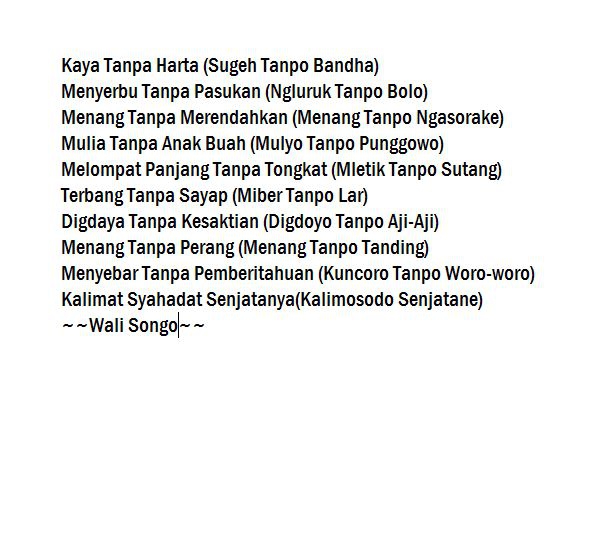 Kaya Tanpa Harta (Sugeh Tanpo Bandha)
Menyerbu Tanpa Pasukan (Ngluruk Tanpo Bolo)
Menang Tanpa Merendahkan (Menang Tanpo Ngasorake)
Mulia Tanpa Anak Buah (Mulyo Tanpo Punggowo)
Melompat Panjang Tanpa Tongkat (Mletik Tanpo Sutang)
Terbang Tanpa Sayap (Miber Tanpo Lar)
Digdaya Tanpa Kesaktian (Digdoyo Tanpo Aji-Aji)
Menang Tanpa Perang (Menang Tanpo Tanding)
Menyebar Tanpa Pemberitahuan (Kuncoro Tanpo Woro-woro)
Kalimat Syahadat Senjatanya(Kalimosodo Senjatane)
~~Wali Songo~~